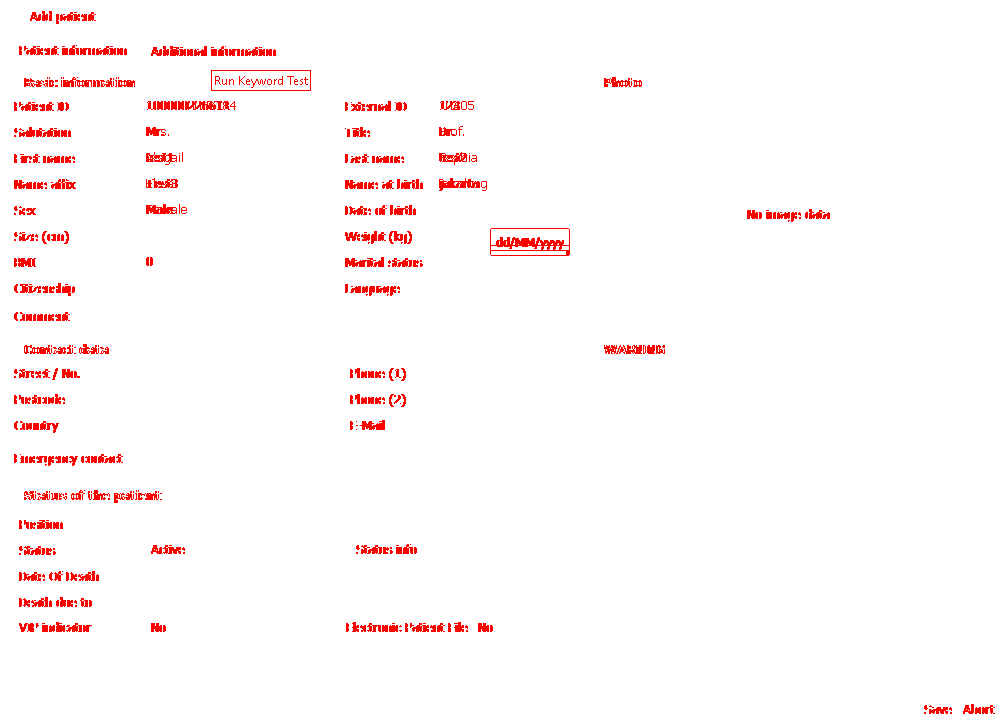 Add patient
Patient information Additional information
Basic information Run Keyword Test Photo
Patient ID External ID
Salutation Mrs. Title Prof.
First name Last name
Name affix Name at birth
Sex Date of birth No image data
Size (cm) Weight (kg) dd/MM/yyyy
BMI 0 Marital status
Citizenship Language
Comment
Contact data WARNING
Street / No. Phone (1)
Postcode Phone (2)
Country E-Mail
Emergency contact
Status of the patient
Position
Status Active Status info
Date Of Death
Death due to
VIP indicator No Electronic Patient File No
Save Abort